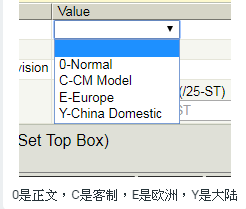 Value
0-Normal
vision
C-CM Model
E-Europe
(/25-ST)
Y-China Domestic
ST
Set Top Box)
0是正文，C是客制，E是欧洲，Y是大陆